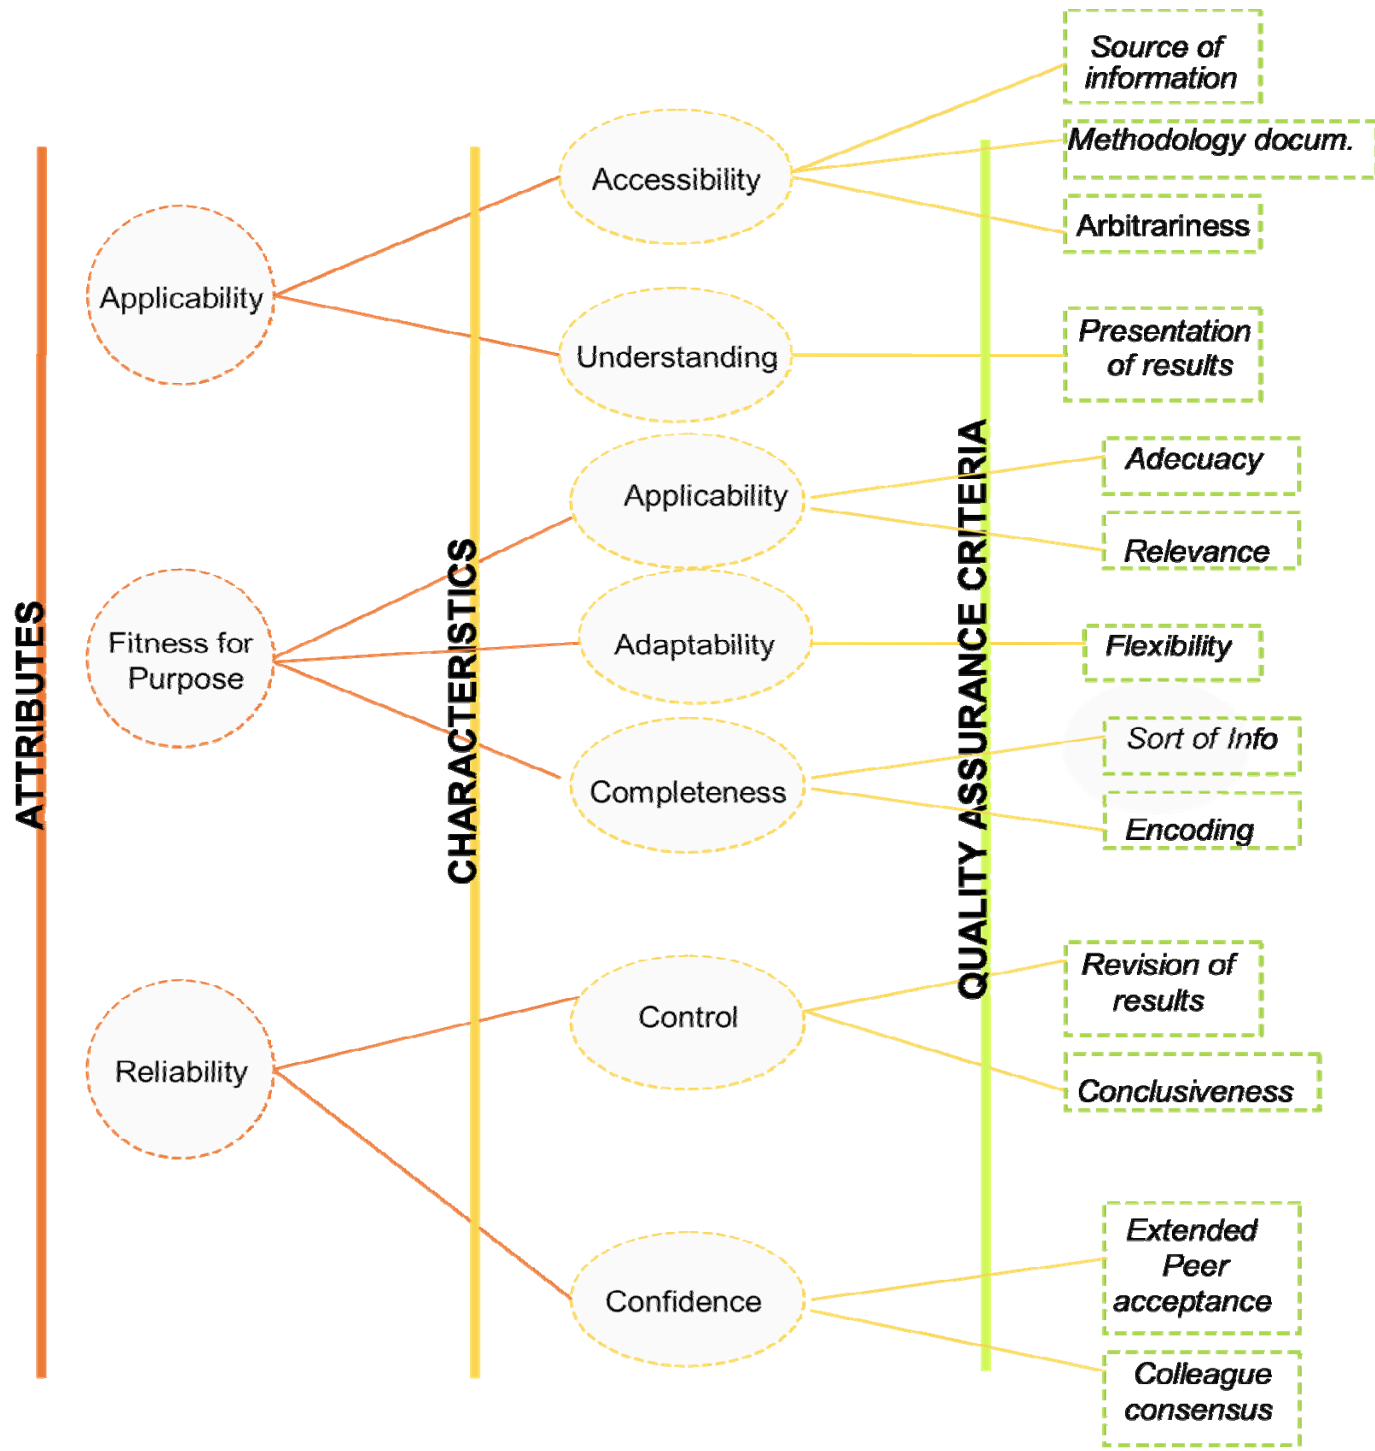 ATTRIBUTES
Applicability
Fitness for
Purpose
Reliability
CHARACTERISTICS
Accessibility
Understanding
Applicability
Adaptability
Completeness
Control
Confidence
QUALITY ASSURANCE CRITERIA
Source of
information
Methodology docum.
Arbitrariness
Presentation
of results
Adecuacy
Relevance
Flexibility
Sort of Info
Encoding
Revision of
results
Conclusiveness
Extended
Peer
acceptance
Colleague
consensus